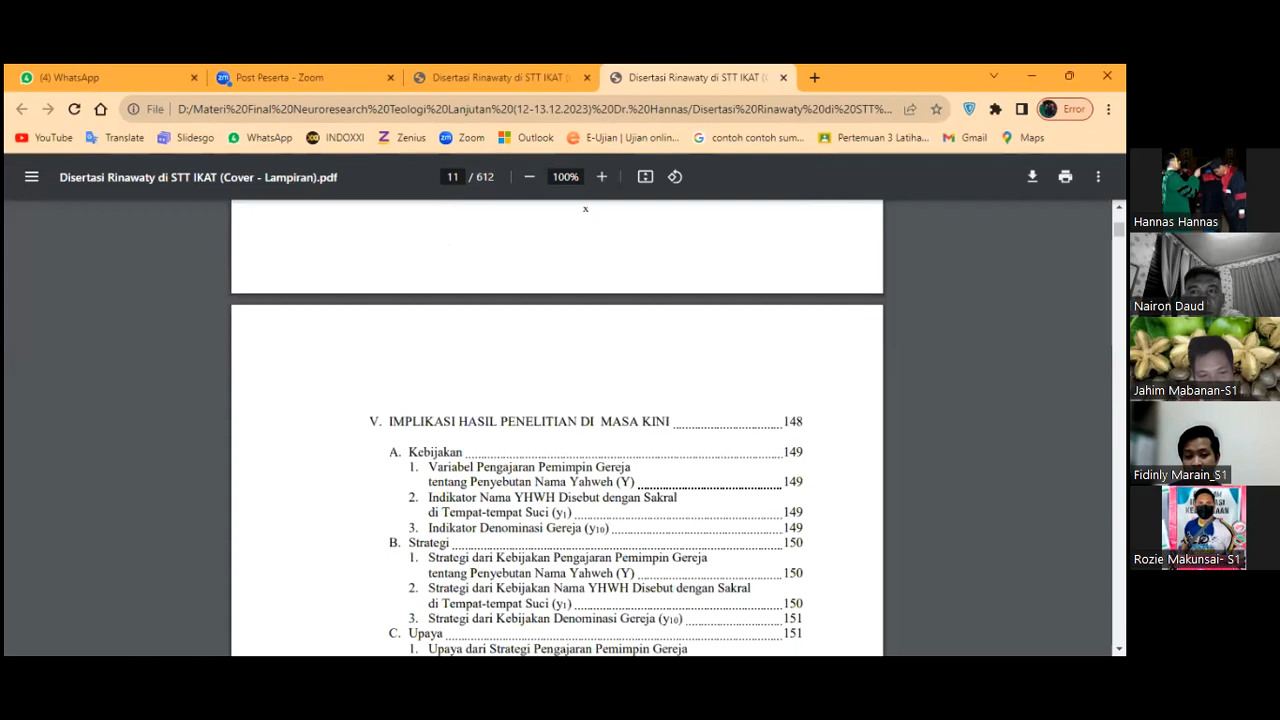 (4) WhatsApp
Post Peserta - Zoom
Disertasi Rinawaty di STT IKAT (
Disertasi Rinawaty di STT IKAT (
File
D:/Materi%20Final%20Neuroresearch%20Teologi%20Lanjutan%20(12-13.12.2023)%20Dr.%20Hannas/Disertasi%20Rinawaty%20di%20STT%...
Error
YouTube
Translate
Slidesgo
WhatsApp
INDOXXI
Zenius
Zoom
Outlook
E-Ujian | Ujian onlin...
contoh contoh sum...
Pertemuan 3 Latiha...
Gmail
Maps
Disertasi Rinawaty di STT IKAT (Cover - Lampiran).pdf
11 / 612
100%
x
V. IMPLIKASI HASIL PENELITIAN DI MASA KINI 148
A. Kebijakan 149
1. Variabel Pengajaran Pemimpin Gereja
tentang Penyebutan Nama Yahweh (Y) 149
2. Indikator Nama YHWH Disebut dengan Sakral
di Tempat-tempat Suci (y1) 149
3. Indikator Denominasi Gereja (y10) 149
B. Strategi 150
1. Strategi dari Kebijakan Pengajaran Pemimpin Gereja
tentang Penyebutan Nama Yahweh (Y) 150
2. Strategi dari Kebijakan Nama YHWH Disebut dengan Sakral
di Tempat-tempat Suci (y1) 150
3. Strategi dari Kebijakan Denominasi Gereja (y10) 151
C. Upaya 151
1. Upaya dari Strategi Pengajaran Pemimpin Gereja
Hannas Hannas
Nairon Daud
Jahim Mabanan-S1
Fidinly Marain_S1
Rozie Makunsai- S1